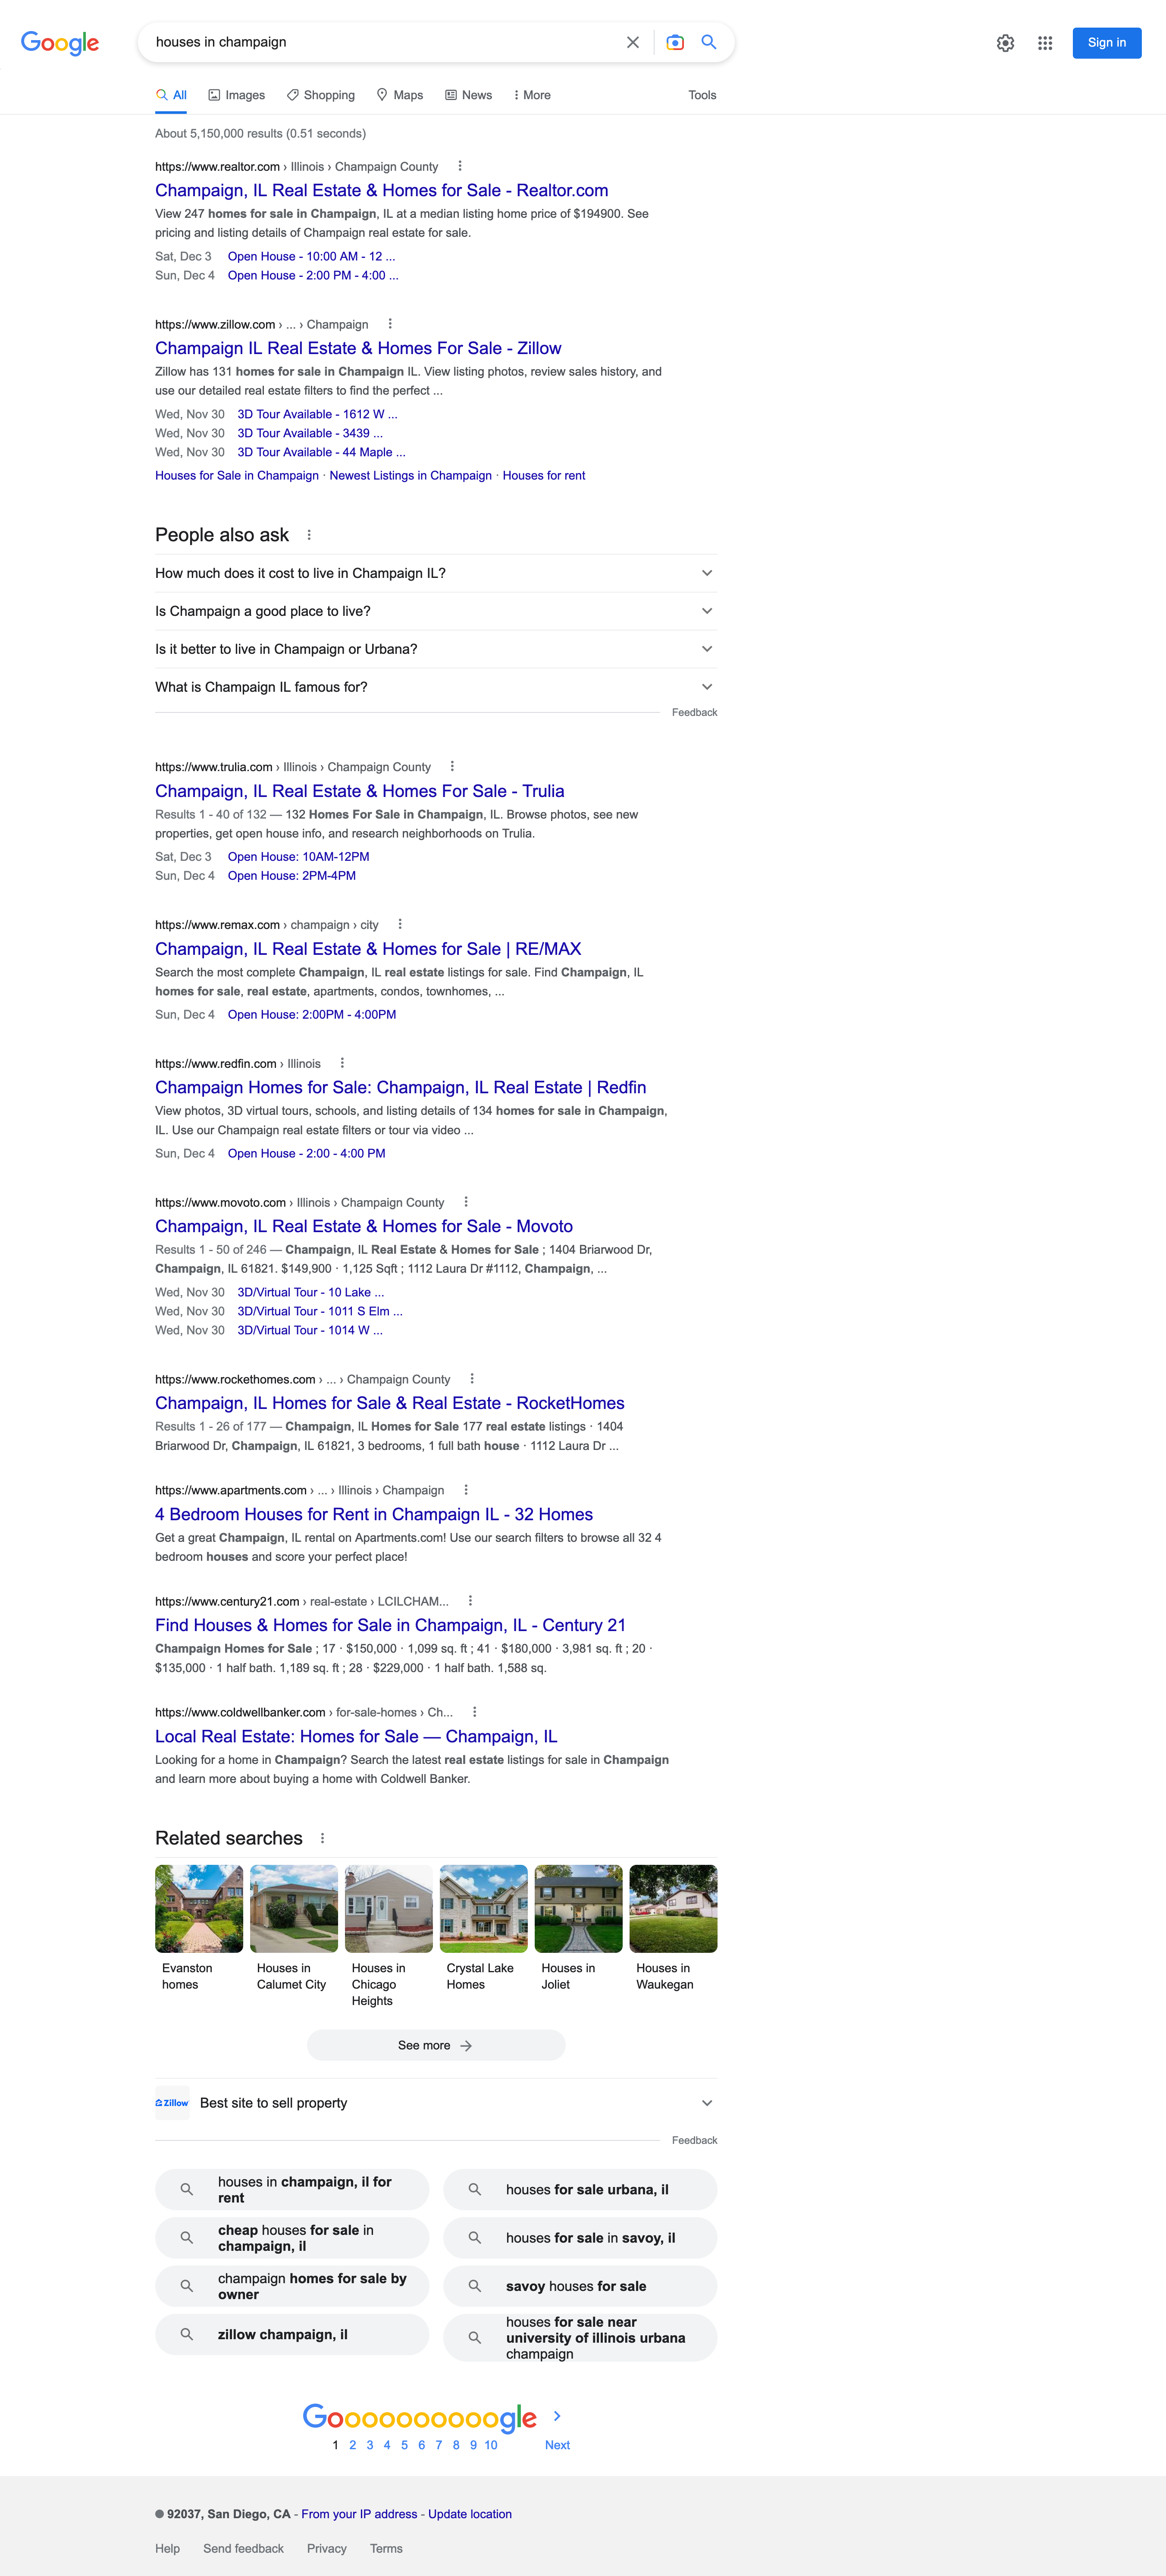 Google
houses in champaign
Sign in
All
Images
Shopping
Maps
News
More
Tools
About 5,150,000 results (0.51 seconds)
https://www.realtor.com › Illinois › Champaign County
Champaign, IL Real Estate & Homes for Sale - Realtor.com
View 247 homes for sale in Champaign, IL at a median listing home price of $194900. See
pricing and listing details of Champaign real estate for sale.
Sat, Dec 3 Open House - 10:00 AM - 12 ...
Sun, Dec 4 Open House - 2:00 PM - 4:00 ...
https://www.zillow.com › ... › Champaign
Champaign IL Real Estate & Homes For Sale - Zillow
Zillow has 131 homes for sale in Champaign IL. View listing photos, review sales history, and
use our detailed real estate filters to find the perfect ...
Wed, Nov 30 3D Tour Available - 1612 W ...
Wed, Nov 30 3D Tour Available - 3439 ...
Wed, Nov 30 3D Tour Available - 44 Maple ...
Houses for Sale in Champaign · Newest Listings in Champaign · Houses for rent
People also ask
How much does it cost to live in Champaign IL?
Is Champaign a good place to live?
Is it better to live in Champaign or Urbana?
What is Champaign IL famous for?
Feedback
https://www.trulia.com › Illinois › Champaign County
Champaign, IL Real Estate & Homes For Sale - Trulia
Results 1 - 40 of 132 — 132 Homes For Sale in Champaign, IL. Browse photos, see new
properties, get open house info, and research neighborhoods on Trulia.
Sat, Dec 3 Open House: 10AM-12PM
Sun, Dec 4 Open House: 2PM-4PM
https://www.remax.com › champaign › city
Champaign, IL Real Estate & Homes for Sale | RE/MAX
Search the most complete Champaign, IL real estate listings for sale. Find Champaign, IL
homes for sale, real estate, apartments, condos, townhomes, ...
Sun, Dec 4 Open House: 2:00PM - 4:00PM
https://www.redfin.com › Illinois
Champaign Homes for Sale: Champaign, IL Real Estate | Redfin
View photos, 3D virtual tours, schools, and listing details of 134 homes for sale in Champaign,
IL. Use our Champaign real estate filters or tour via video ...
Sun, Dec 4 Open House - 2:00 - 4:00 PM
https://www.movoto.com › Illinois › Champaign County
Champaign, IL Real Estate & Homes for Sale - Movoto
Results 1 - 50 of 246 — Champaign, IL Real Estate & Homes for Sale ; 1404 Briarwood Dr,
Champaign, IL 61821. $149,900 · 1,125 Sqft ; 1112 Laura Dr #1112, Champaign, ...
Wed, Nov 30 3D/Virtual Tour - 10 Lake ...
Wed, Nov 30 3D/Virtual Tour - 1011 S Elm ...
Wed, Nov 30 3D/Virtual Tour - 1014 W ...
https://www.rockethomes.com › ... › Champaign County
Champaign, IL Homes for Sale & Real Estate - RocketHomes
Results 1 - 26 of 177 — Champaign, IL Homes for Sale 177 real estate listings · 1404
Briarwood Dr, Champaign, IL 61821, 3 bedrooms, 1 full bath house · 1112 Laura Dr ...
https://www.apartments.com › ... › Illinois › Champaign
4 Bedroom Houses for Rent in Champaign IL - 32 Homes
Get a great Champaign, IL rental on Apartments.com! Use our search filters to browse all 32 4
bedroom houses and score your perfect place!
https://www.century21.com › real-estate › LCILCHAM...
Find Houses & Homes for Sale in Champaign, IL - Century 21
Champaign Homes for Sale ; 17 · $150,000 · 1,099 sq. ft ; 41 · $180,000 · 3,981 sq. ft ; 20 ·
$135,000 · 1 half bath. 1,189 sq. ft ; 28 · $229,000 · 1 half bath. 1,588 sq.
https://www.coldwellbanker.com › for-sale-homes › Ch...
Local Real Estate: Homes for Sale — Champaign, IL
Looking for a home in Champaign? Search the latest real estate listings for sale in Champaign
and learn more about buying a home with Coldwell Banker.
Related searches
Evanston
homes
Houses in
Calumet City
Houses in
Chicago
Heights
Crystal Lake
Homes
Houses in
Joliet
Houses in
Waukegan
See more
Zillow
Best site to sell property
Feedback
houses in champaign, il for
rent
houses for sale urbana, il
cheap houses for sale in
champaign, il
houses for sale in savoy, il
champaign homes for sale by
owner
savoy houses for sale
zillow champaign, il
houses for sale near
university of illinois urbana
champaign
Goooooooooogle
1 2 3 4 5 6 7 8 9 10 Next
92037, San Diego, CA - From your IP address - Update location
Help Send feedback Privacy Terms